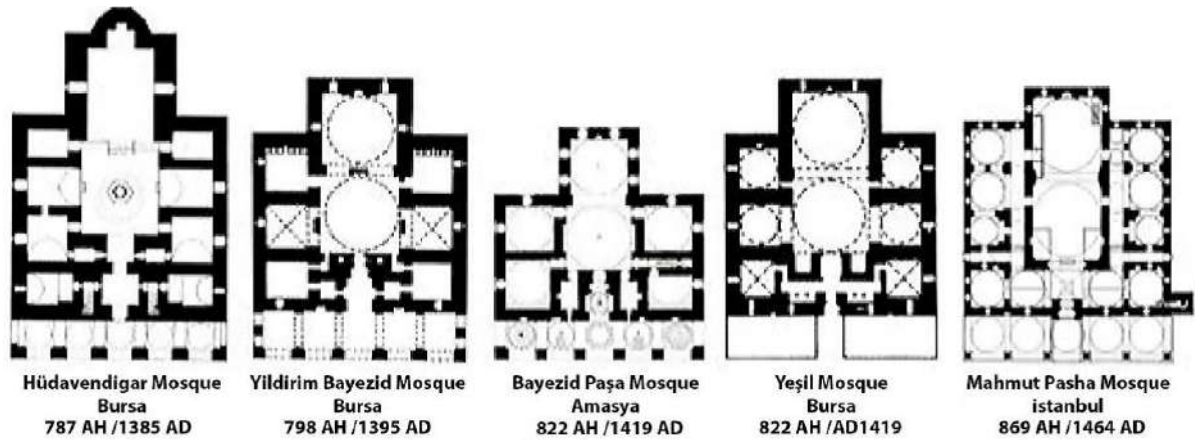 Hüdavendigar Mosque
Bursa
787 AH /1385 AD
Yildirim Bayezid Mosque
Bursa
798 AH /1395 AD
Bayezid Paşa Mosque
Amasya
822 AH /1419 AD
Yeşil Mosque
Bursa
822 AH /AD1419
Mahmut Pasha Mosque
istanbul
869 AH /1464 AD